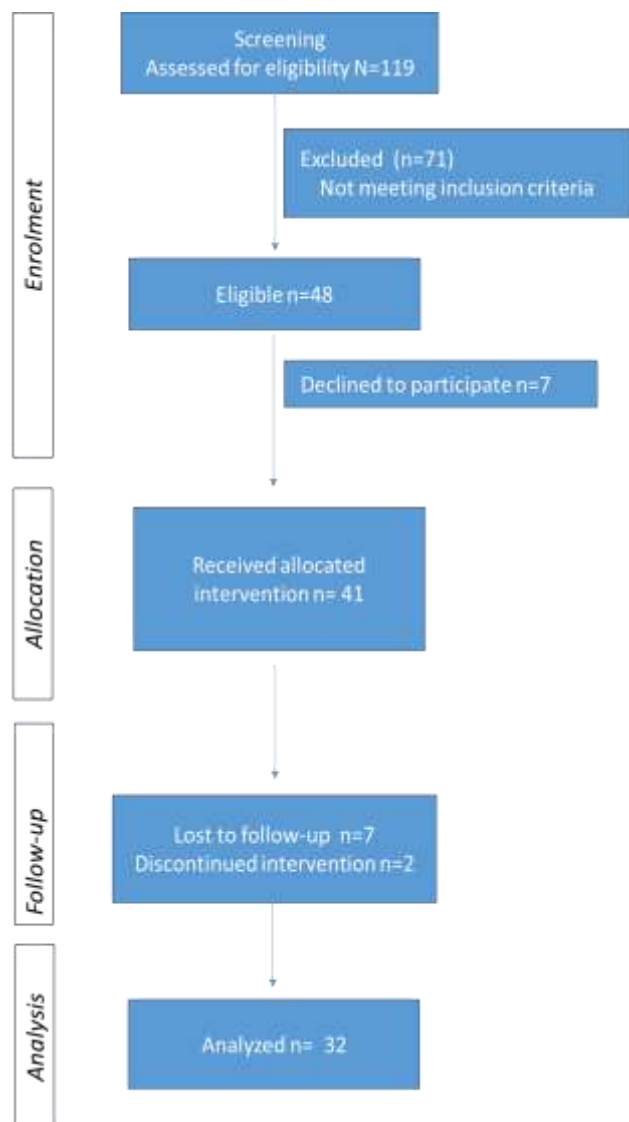 Enrolment
Screening
Assessed for eligibility N=119
Excluded (n=71)
Not meeting inclusion criteria
Eligible n=48
Declined to participate n=7
Allocation
Received allocated
intervention n= 41
Follow-up
Lost to follow-up n=7
Discontinued intervention n=2
Analysis
Analyzed n= 32